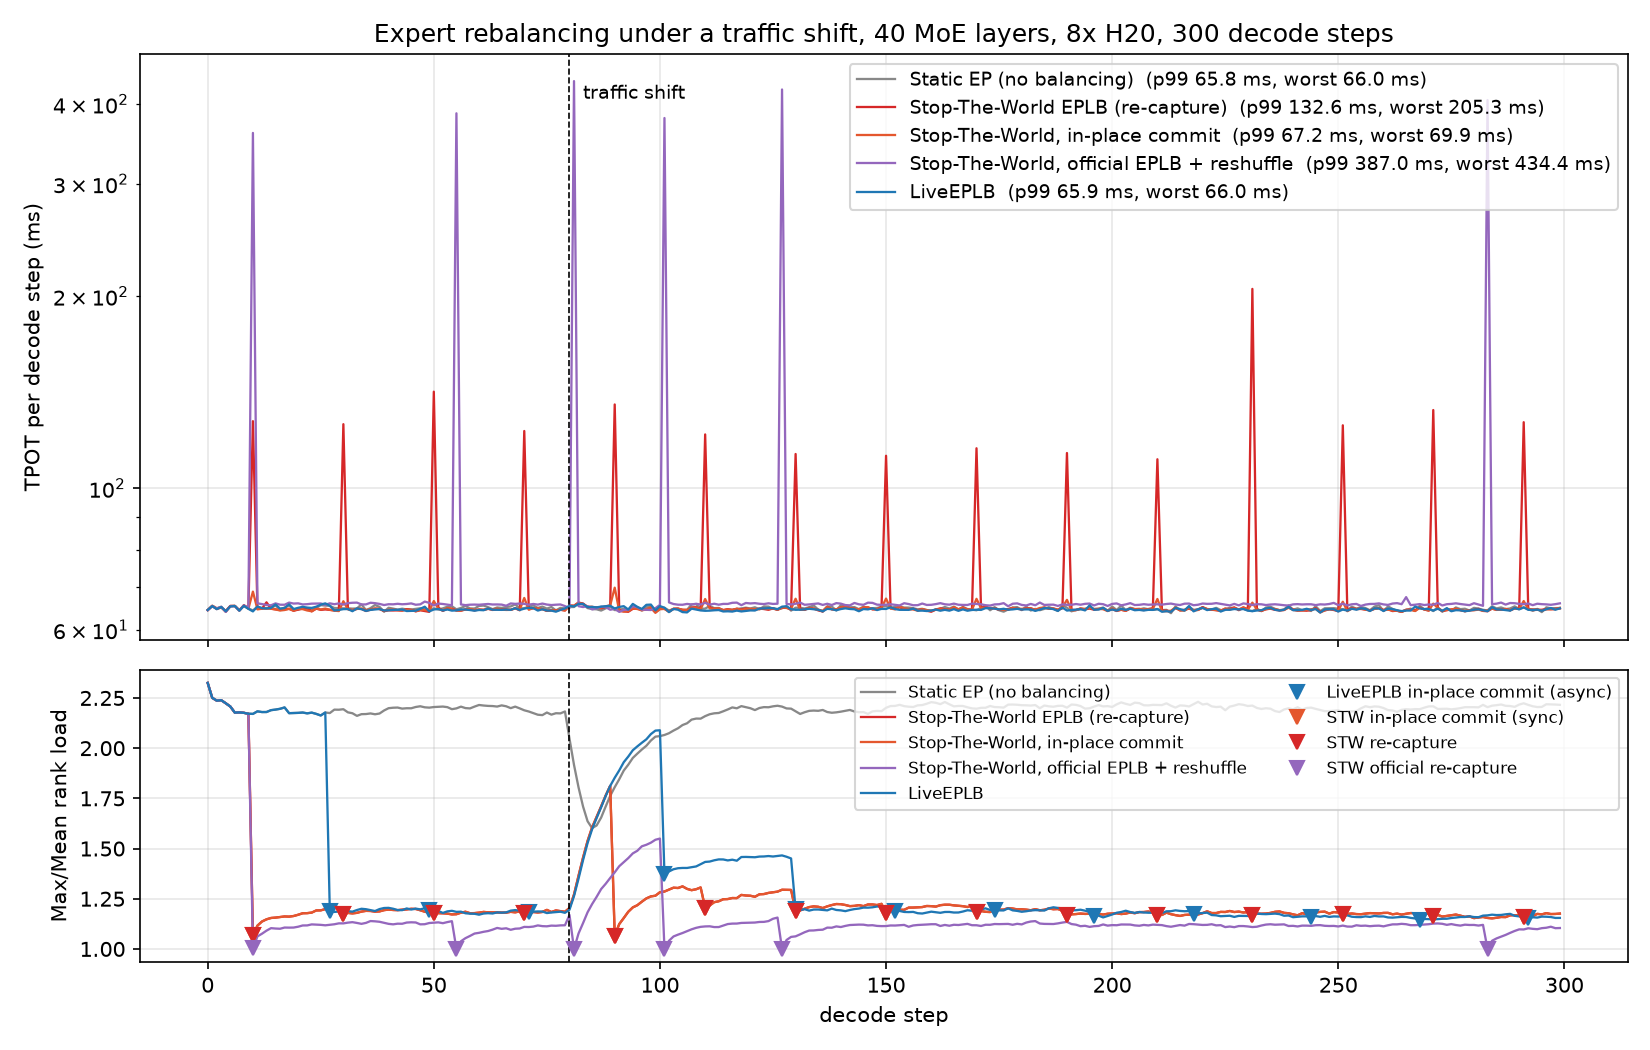 Expert rebalancing under a traffic shift, 40 MoE layers, 8x H20, 300 decode steps
traffic shift
Static EP (no balancing)  (p99 65.8 ms, worst 66.0 ms)
Stop-The-World EPLB (re-capture)  (p99 132.6 ms, worst 205.3 ms)
Stop-The-World, in-place commit  (p99 67.2 ms, worst 69.9 ms)
Stop-The-World, official EPLB + reshuffle  (p99 387.0 ms, worst 434.4 ms)
LiveEPLB  (p99 65.9 ms, worst 66.0 ms)
TPOT per decode step (ms)
4 × 10²
3 × 10²
2 × 10²
10²
6 × 10¹
Static EP (no balancing)
Stop-The-World EPLB (re-capture)
Stop-The-World, in-place commit
Stop-The-World, official EPLB + reshuffle
LiveEPLB
LiveEPLB in-place commit (async)
STW in-place commit (sync)
STW re-capture
STW official re-capture
Max/Mean rank load
2.25
2.00
1.75
1.50
1.25
1.00
0 50 100 150 200 250 300
decode step